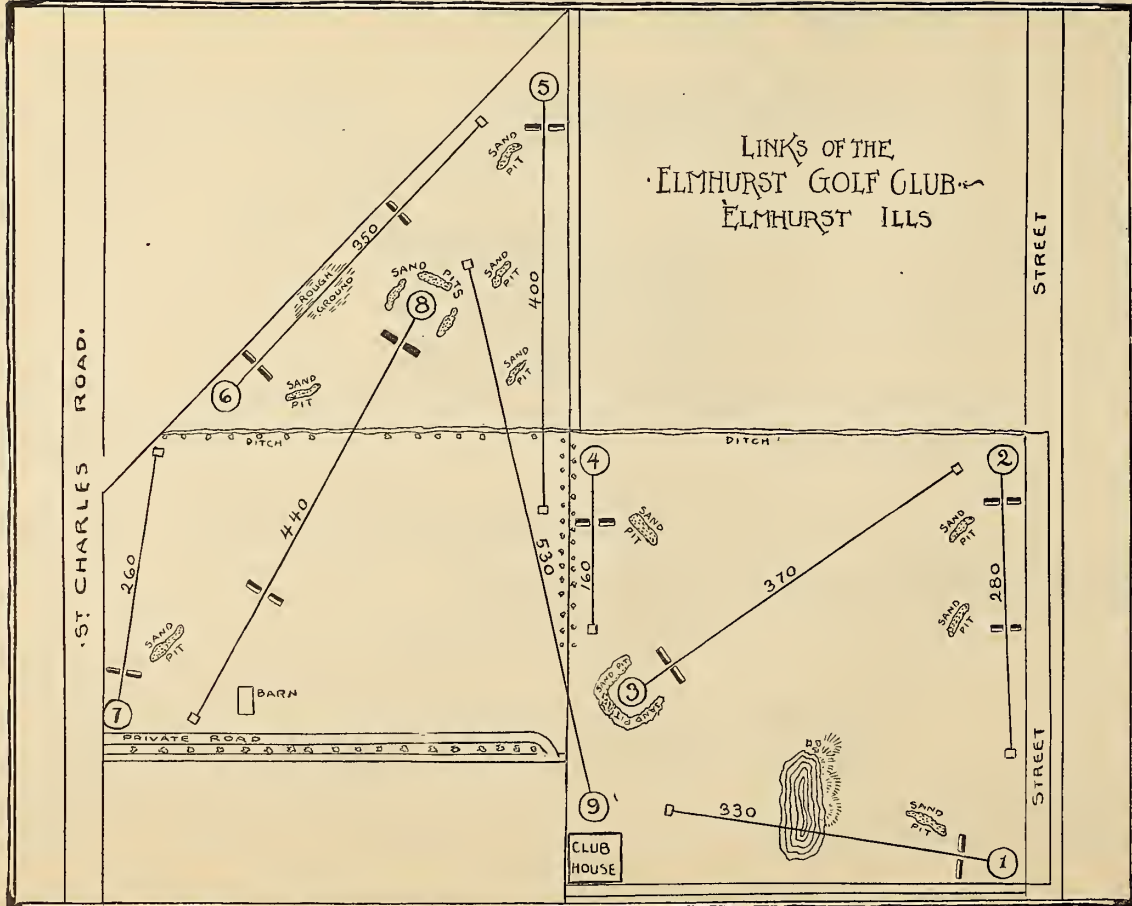 LINKS OF THE
ELMHURST GOLF CLUB
ELMHURST ILLS
STREET
STREET
·ST. CHARLES ROAD.
5
SAND
PIT
350
ROUGH
GROUND
SAND PITS
8
SAND
PIT
400
SAND
PIT
6
SAND
PIT
DITCH
DITCH
4
2
SAND
PIT
SAND
PIT
440
260
530
160
370
280
SAND
PIT
SAND
PIT
SAND PIT
3
SAND PIT
7
BARN
PRIVATE ROAD
9
330
SAND
PIT
1
CLUB
HOUSE